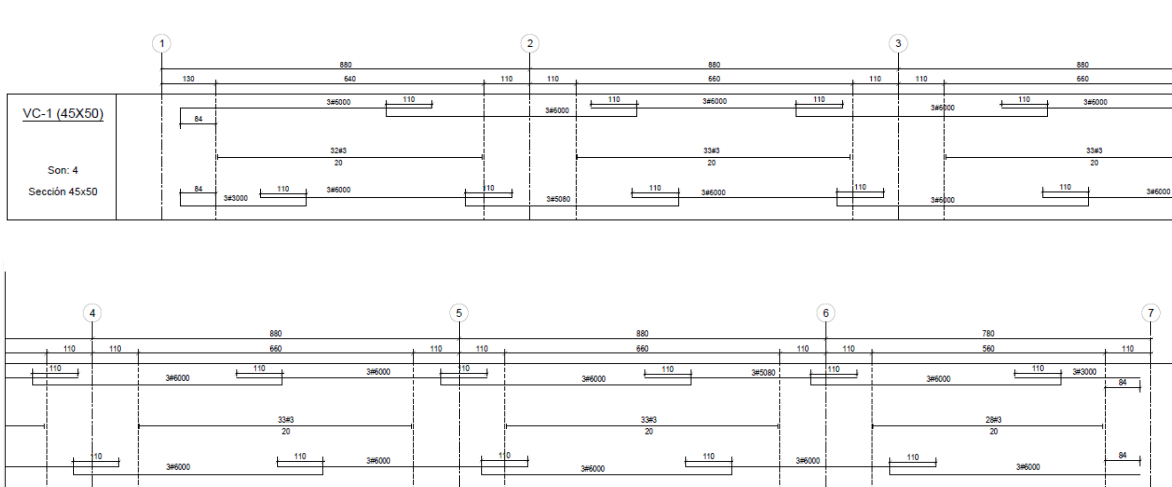 1 2 3
880 880 880
130 640 110 110 660 110 110 660
VC-1 (45X50)
3#6000 110 3#6000 110 3#6000 110 3#6000 110 3#6000
84
Son: 4
Sección 45x50
32#3 33#3 33#3
20 20 20
84 3#3000 110 3#6000 110 3#5080 110 3#6000 110 3#6000 110 3#6000
4 5 6 7
880 880 780
110 110 660 110 110 660 110 110 560 110
110 3#6000 110 3#6000 110 3#6000 110 3#5080 110 3#6000 110 3#3000
84
33#3 33#3 28#3
20 20 20
110 3#6000 110 3#6000 110 3#6000 110 3#6000 110 3#6000 84